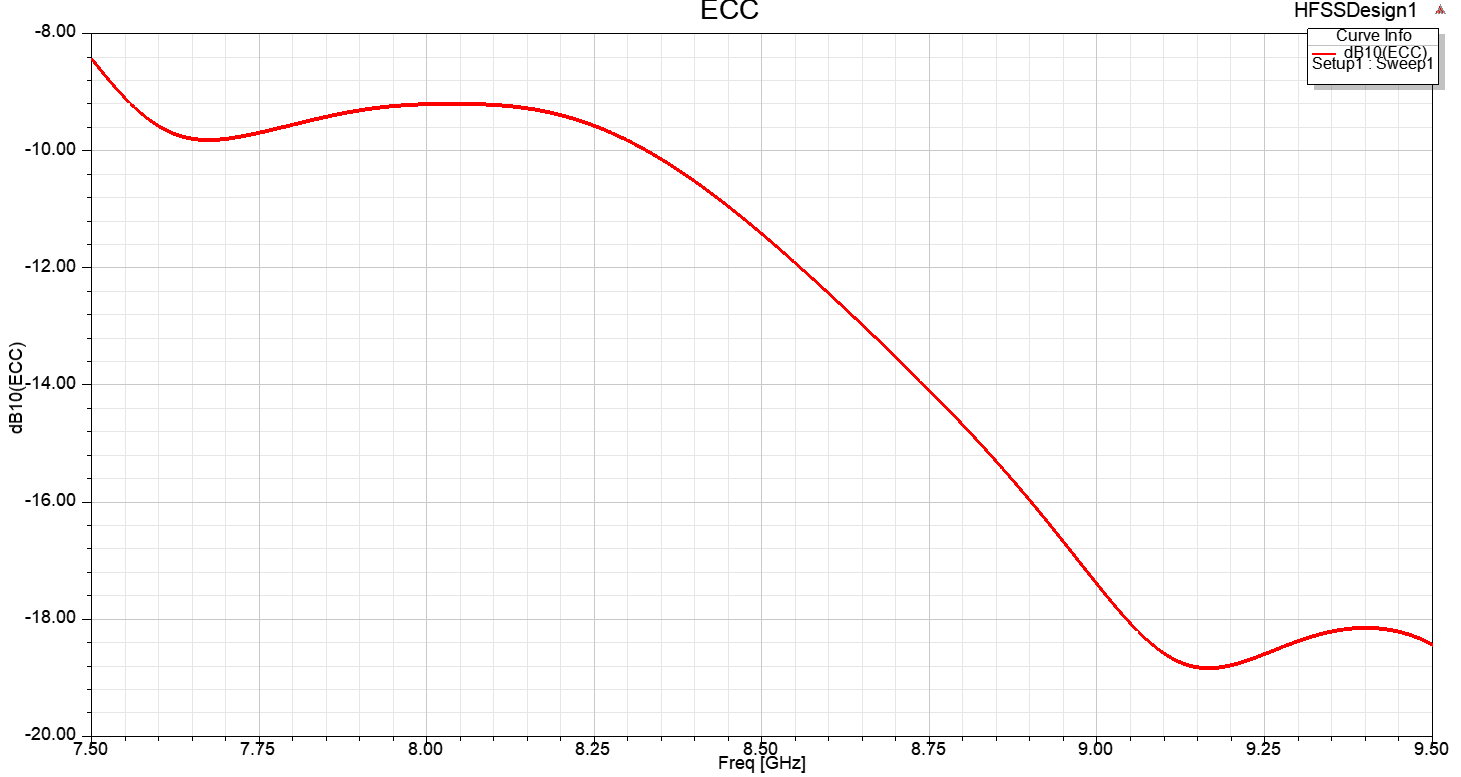 ECC
HFSSDesign1
Curve Info
dB10(ECC)
Setup1 : Sweep1
-8.00
-10.00
-12.00
-14.00
-16.00
-18.00
-20.00
dB10(ECC)
7.50 7.75 8.00 8.25 8.50 8.75 9.00 9.25 9.50
Freq [GHz]